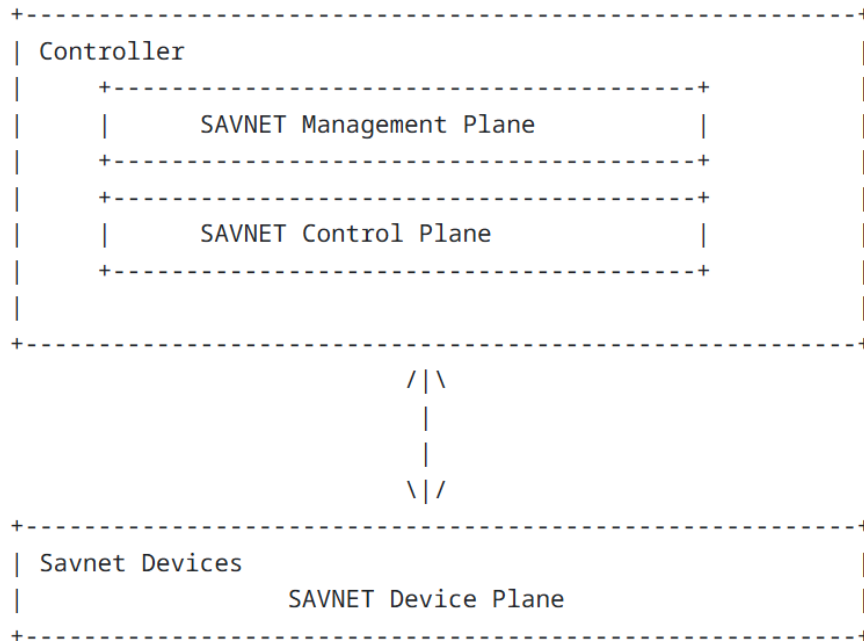 Controller
SAVNET Management Plane
SAVNET Control Plane
Savnet Devices
SAVNET Device Plane